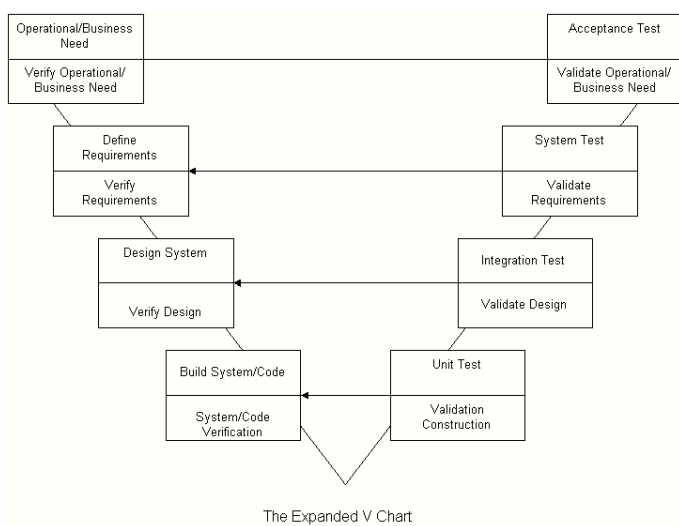 Operational/Business
Need
Verify Operational/
Business Need
Acceptance Test
Validate Operational/
Business Need
Define
Requirements
Verify
Requirements
System Test
Validate
Requirements
Design System
Verify Design
Integration Test
Validate Design
Build System/Code
System/Code
Verification
Unit Test
Validation
Construction
The Expanded V Chart